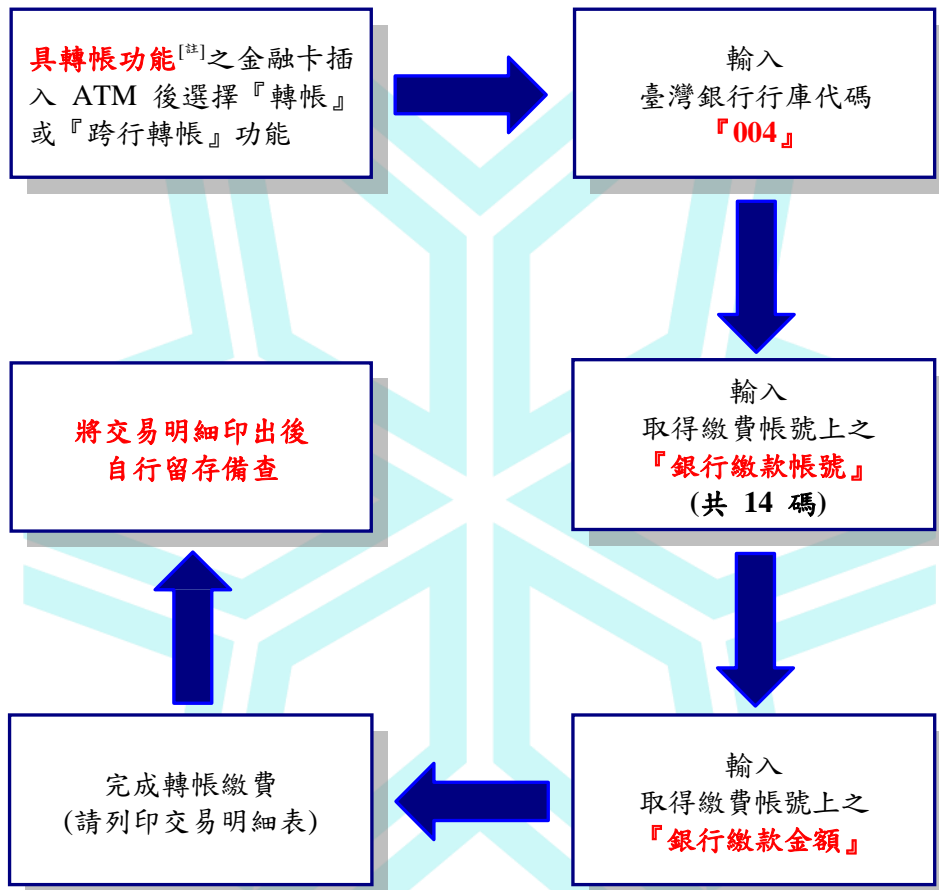 具轉帳功能[註]之金融卡插
入 ATM 後選擇『轉帳』
或『跨行轉帳』功能
輸入
臺灣銀行行庫代碼
『004』
輸入
取得繳費帳號上之
『銀行繳款帳號』
(共 14 碼)
輸入
取得繳費帳號上之
『銀行繳款金額』
完成轉帳繳費
(請列印交易明細表)
將交易明細印出後
自行留存備查